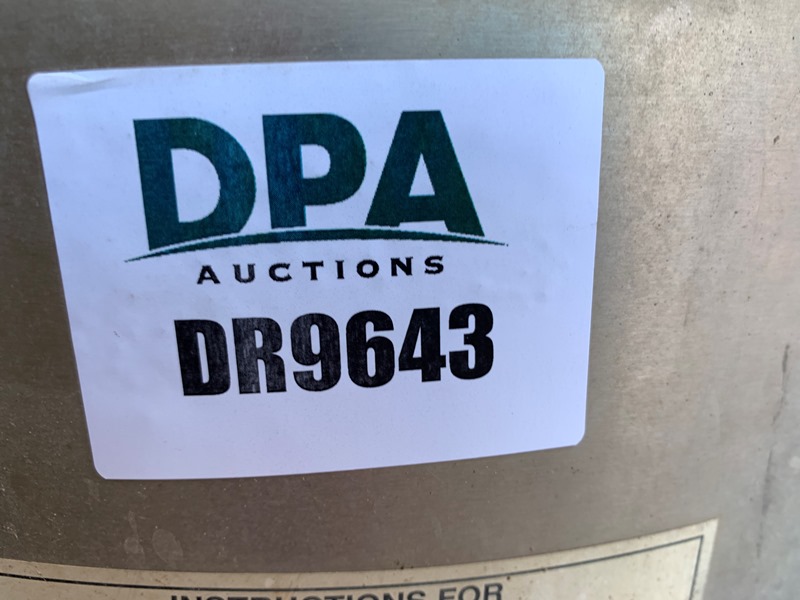 DPA
AUCTIONS
DR9643
INSTRUCTIONS FOR